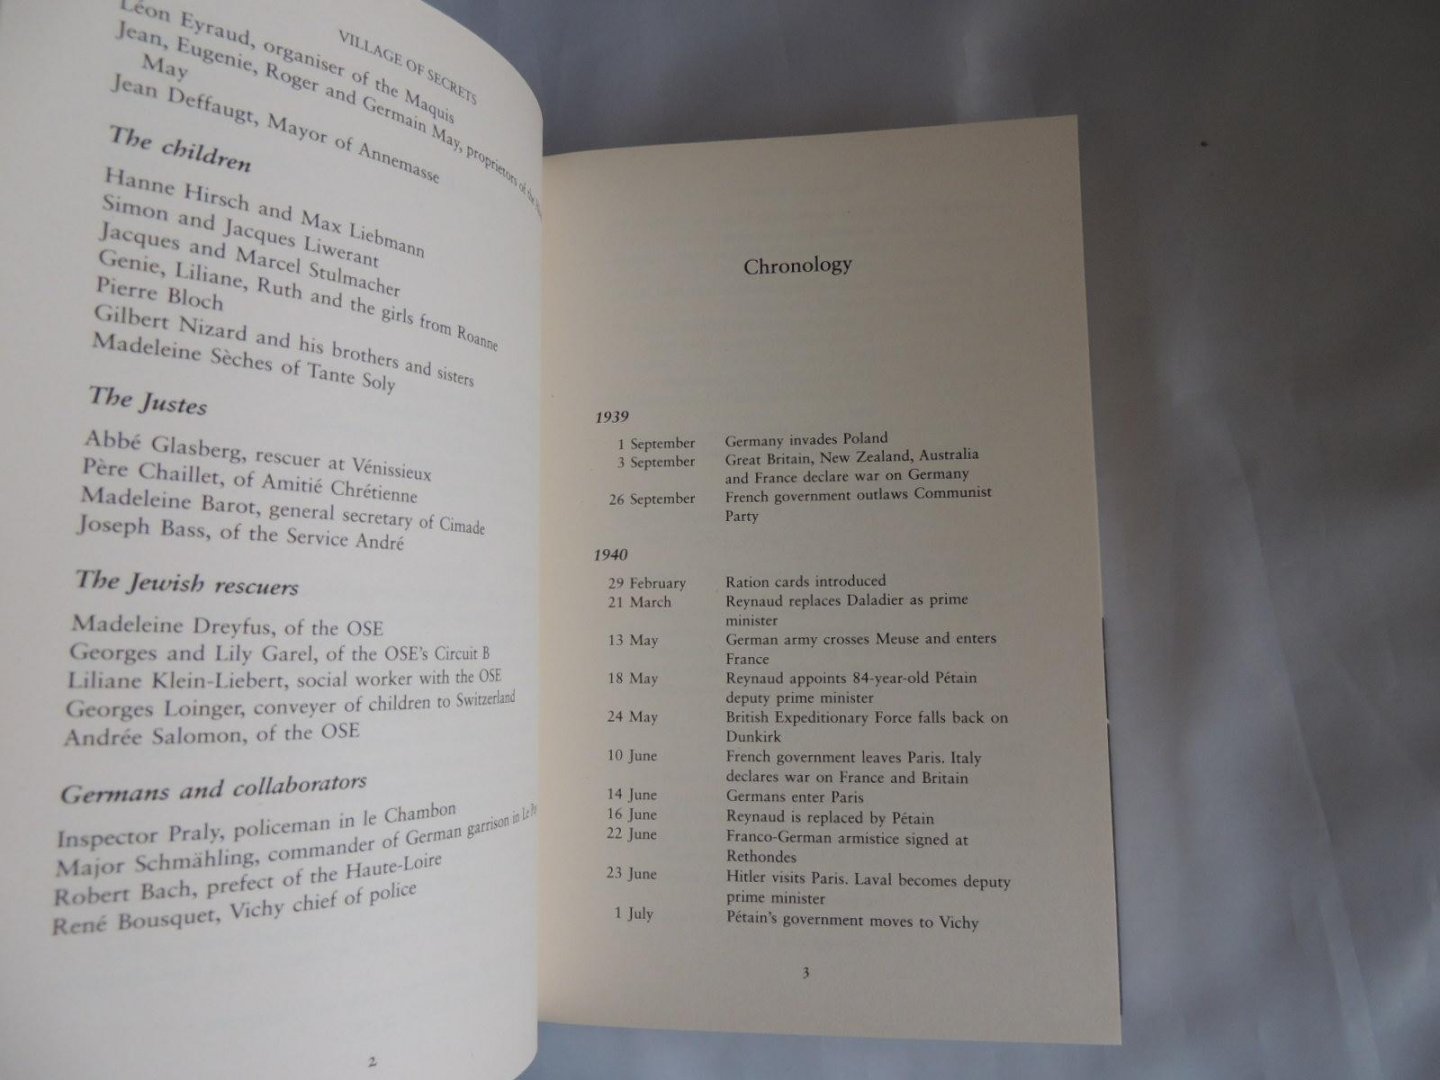 VILLAGE OF SECRETS
Léon Eyraud, organiser of the Maquis
Jean, Eugenie, Roger and Germain May, proprietors of the
May
Jean Deffaugt, Mayor of Annemasse
The children
Hanne Hirsch and Max Liebmann
Simon and Jacques Liwerant
Jacques and Marcel Stulmacher
Genie, Liliane, Ruth and the girls from Roanne
Pierre Bloch
Gilbert Nizard and his brothers and sisters
Madeleine Sèches of Tante Soly
The Justes
Abbé Glasberg, rescuer at Vénissieux
Père Chaillet, of Amitié Chrétienne
Madeleine Barot, general secretary of Cimade
Joseph Bass, of the Service André
The Jewish rescuers
Madeleine Dreyfus, of the OSE
Georges and Lily Garel, of the OSE's Circuit B
Liliane Klein-Liebert, social worker with the OSE
Georges Loinger, conveyer of children to Switzerland
Andrée Salomon, of the OSE
Germans and collaborators
Inspector Praly, policeman in le Chambon
Major Schmähling, commander of German garrison in Le
Robert Bach, prefect of the Haute-Loire
René Bousquet, Vichy chief of police
2
Chronology
1939
1 September Germany invades Poland
3 September Great Britain, New Zealand, Australia
and France declare war on Germany
26 September French government outlaws Communist
Party
1940
29 February Ration cards introduced
21 March Reynaud replaces Daladier as prime
minister
13 May German army crosses Meuse and enters
France
18 May Reynaud appoints 84-year-old Pétain
deputy prime minister
24 May British Expeditionary Force falls back on
Dunkirk
10 June French government leaves Paris. Italy
declares war on France and Britain
14 June Germans enter Paris
16 June Reynaud is replaced by Pétain
22 June Franco-German armistice signed at
Rethondes
23 June Hitler visits Paris. Laval becomes deputy
prime minister
1 July Pétain's government moves to Vichy
3